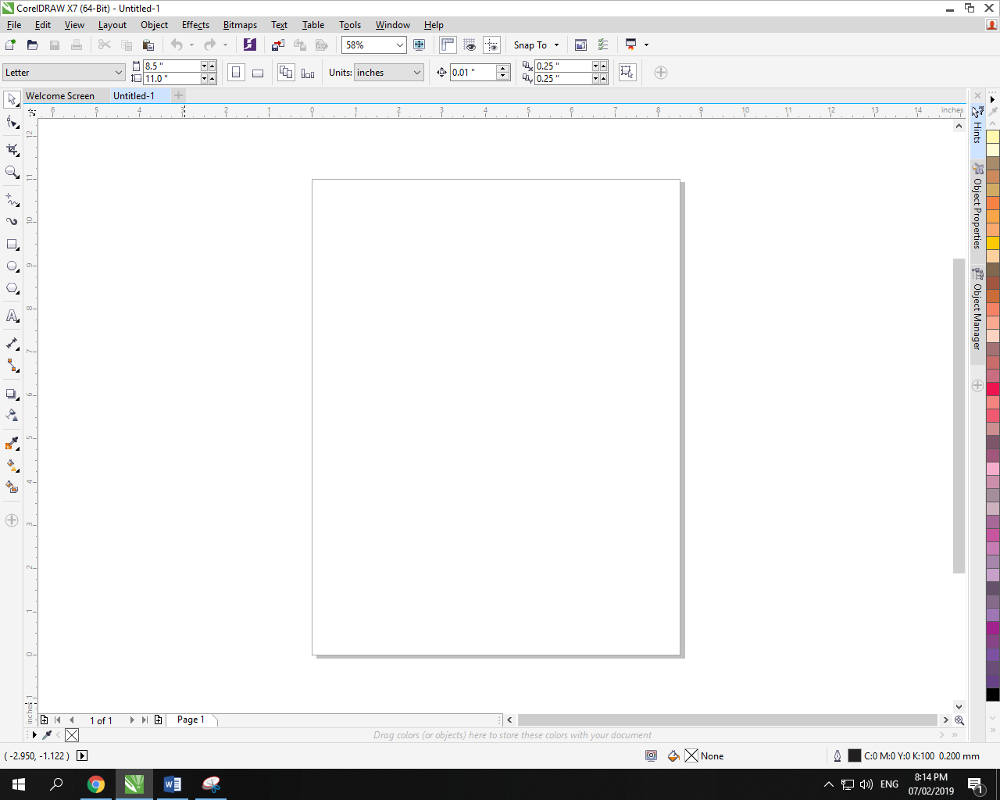 CorelDRAW X7 (64-Bit) - Untitled-1
File Edit View Layout Object Effects Bitmaps Text Table Tools Window Help
58% Snap To
Letter 8.5 " 11.0 " Units: inches 0.01 " 0.25 " 0.25 "
Welcome Screen Untitled-1
6 5 4 3 2 1 0 1 2 3 4 5 6 7 8 9 10 11 12 13 14 inches
12
11
10
9
8
7
6
5
4
3
2
1
0
1
inches
Hints
Object Properties
Object Manager
1 of 1 Page 1
Drag colors (or objects) here to store these colors with your document
( -2.950, -1.122 ) None C:0 M:0 Y:0 K:100 0.200 mm
ENG 8:14 PM
07/02/2019
1